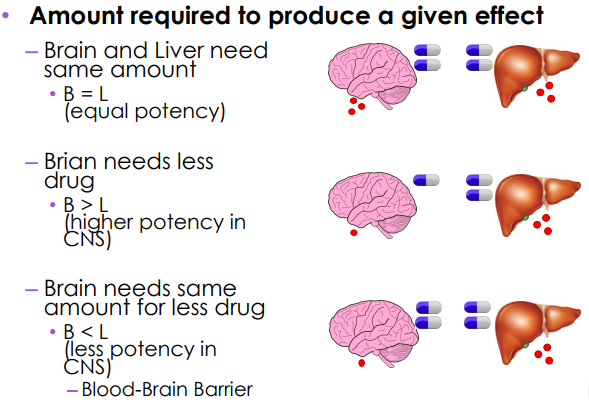 • Amount required to produce a given effect
– Brain and Liver need
same amount
• B = L
(equal potency)
– Brian needs less
drug
• B > L
(higher potency in
CNS)
– Brain needs same
amount for less drug
• B < L
(less potency in
CNS)
– Blood-Brain Barrier